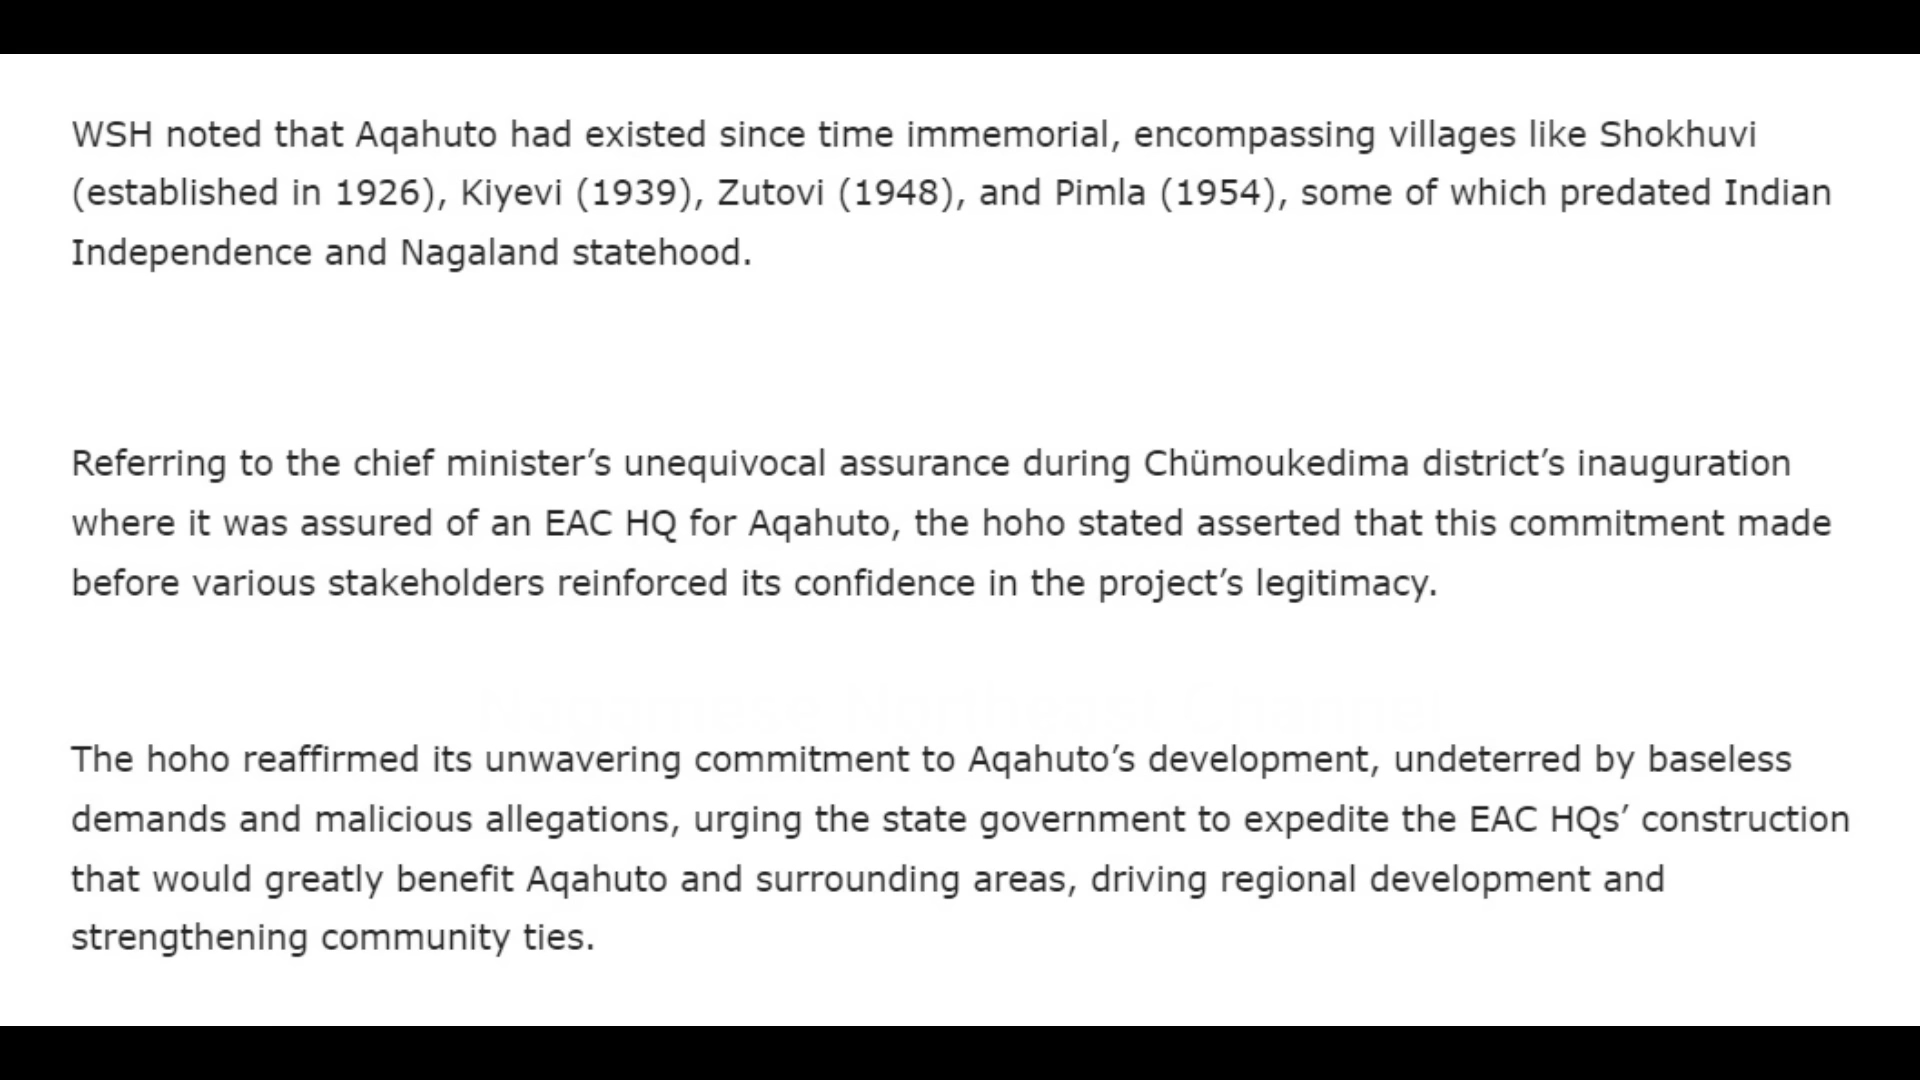 WSH noted that Aqahuto had existed since time immemorial, encompassing villages like Shokhuvi
(established in 1926), Kiyevi (1939), Zutovi (1948), and Pimla (1954), some of which predated Indian
Independence and Nagaland statehood.
Referring to the chief minister’s unequivocal assurance during Chümoukedima district’s inauguration
where it was assured of an EAC HQ for Aqahuto, the hoho stated asserted that this commitment made
before various stakeholders reinforced its confidence in the project’s legitimacy.
The hoho reaffirmed its unwavering commitment to Aqahuto’s development, undeterred by baseless
demands and malicious allegations, urging the state government to expedite the EAC HQs’ construction
that would greatly benefit Aqahuto and surrounding areas, driving regional development and
strengthening community ties.